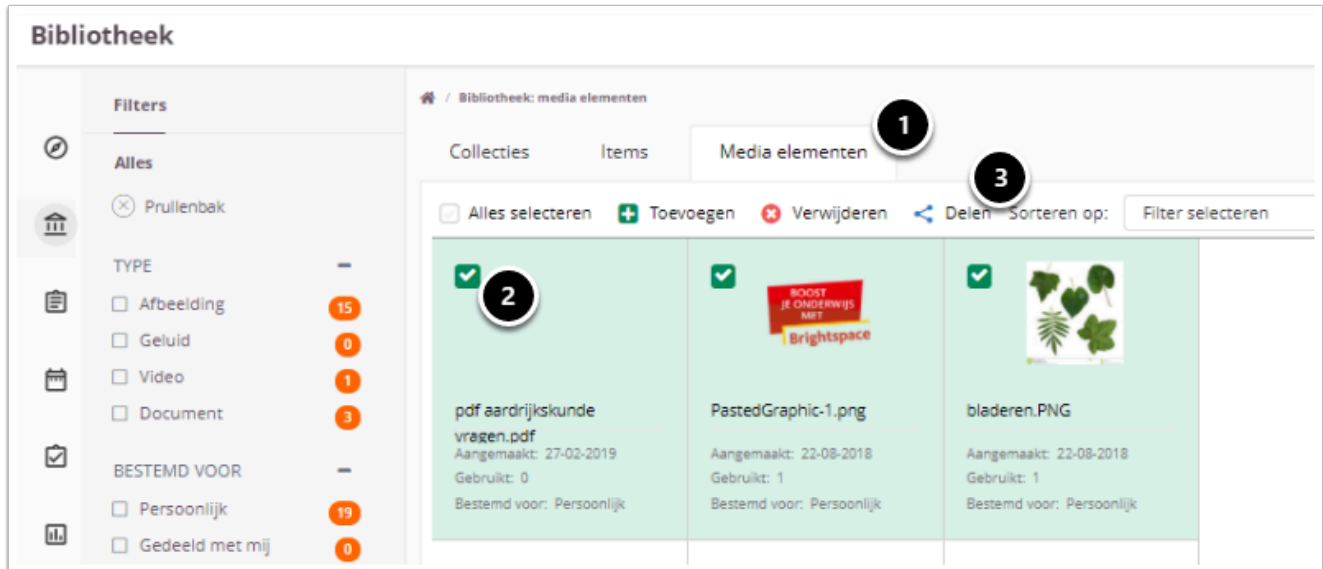 Bibliotheek
Filters
Alles
Prullenbak
TYPE
Afbeelding 15
Geluid 0
Video 1
Document 3
BESTEMD VOOR
Persoonlijk 19
Gedeeld met mij 0
/ Bibliotheek: media elementen
1
Collecties Items Media elementen
3
Alles selecteren Toevoegen Verwijderen Delen Sorteren op: Filter selecteren
2
pdf aardrijkskunde
vragen.pdf
Aangemaakt: 27-02-2019
Gebruikt: 0
Bestemd voor: Persoonlijk
BOOST
JE ONDERWIJS
MET
Brightspace
PastedGraphic-1.png
Aangemaakt: 22-08-2018
Gebruikt: 1
Bestemd voor: Persoonlijk
bladeren.PNG
Aangemaakt: 22-08-2018
Gebruikt: 1
Bestemd voor: Persoonlijk